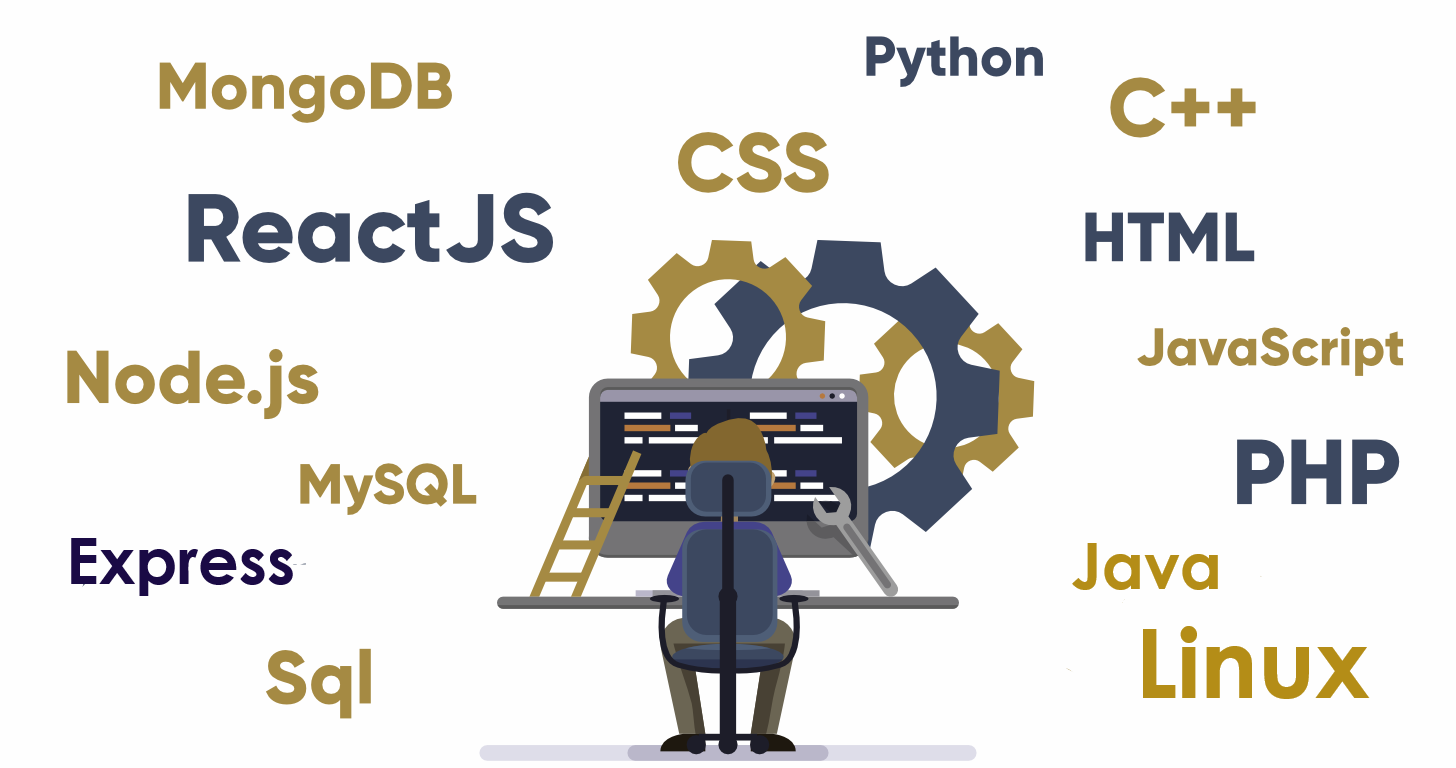 Python
MongoDB
C++
CSS
ReactJS
HTML
JavaScript
Node.js
PHP
MySQL
Express
Java
Linux
Sql